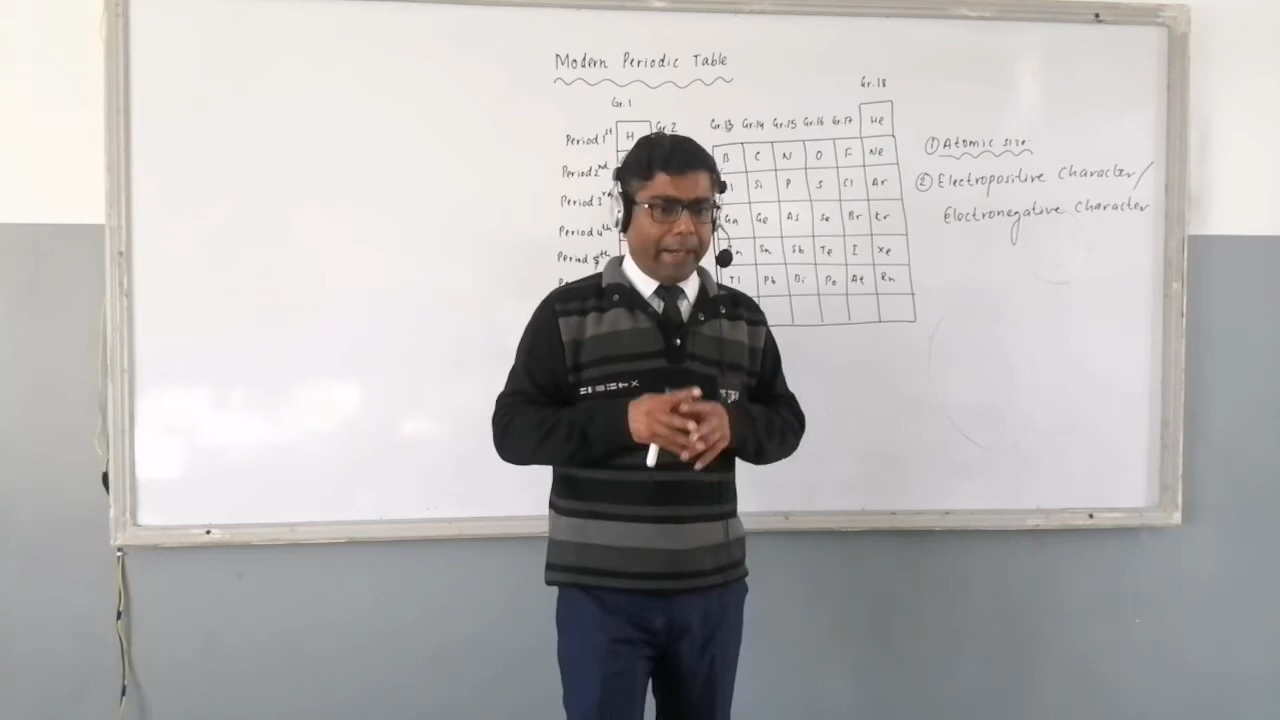 Modern Periodic Table
Gr.18
Gr.1
Gr.2 Gr.13 Gr.14 Gr.15 Gr.16 Gr.17 He
Period 1st H
Period 2nd B C N O F Ne
Period 3rd Si P S Cl Ar
Period 4th Ga Ge As Se Br Kr
Period 5th Sn Sb Te I Xe
Tl Pb Bi Po At Rn
① Atomic size
② Electropositive character/
Electronegative character